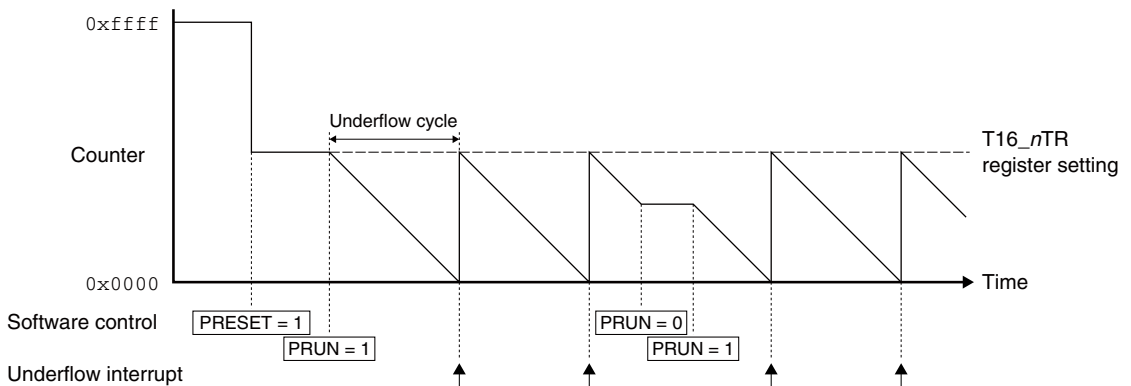 0xffff
Underflow cycle
Counter
T16_nTR
register setting
0x0000
Time
Software control
PRESET = 1
PRUN = 0
PRUN = 1
PRUN = 1
Underflow interrupt